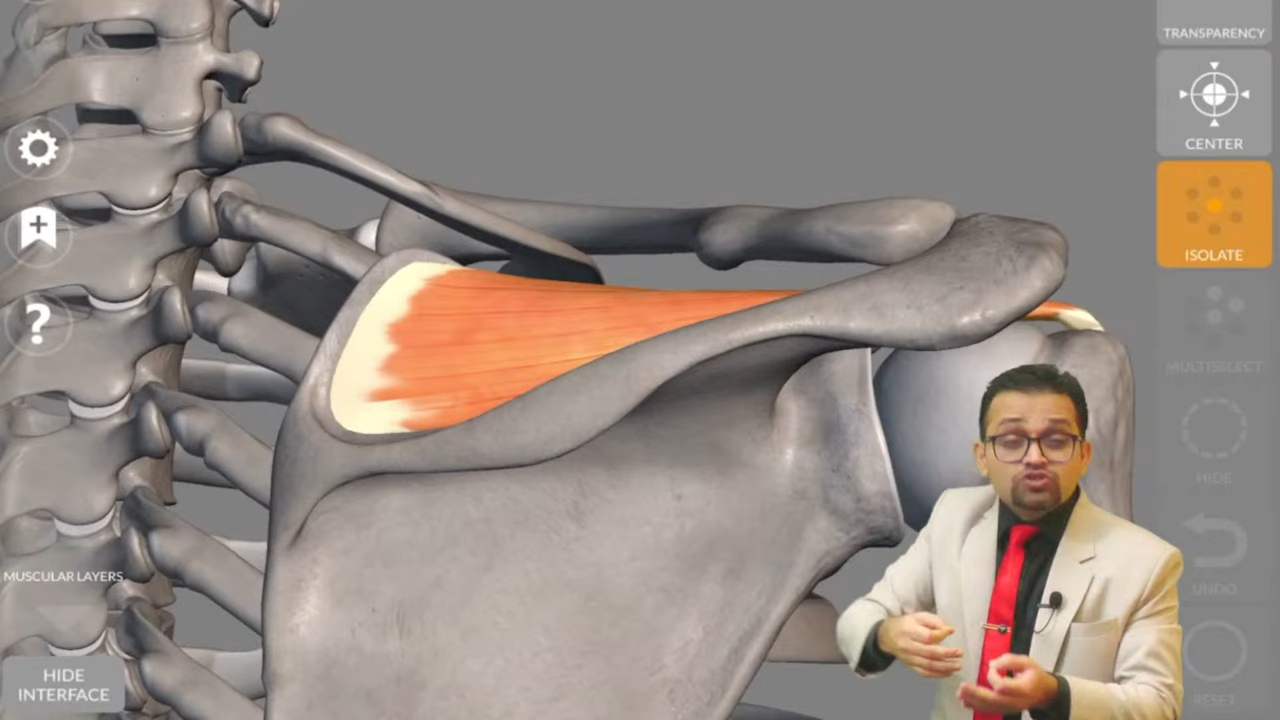 TRANSPARENCY
CENTER
ISOLATE
MULTISELECT
HIDE
UNDO
RESET
?
MUSCULAR LAYERS
HIDE
INTERFACE